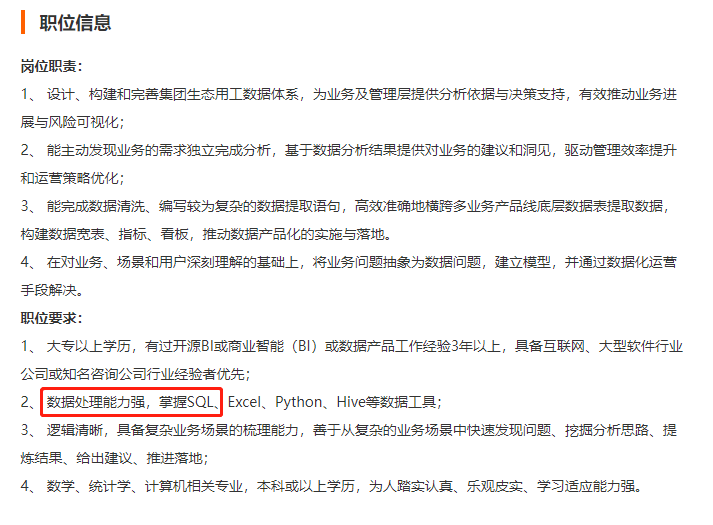 职位信息
岗位职责：
1、 设计、构建和完善集团生态用工数据体系，为业务及管理层提供分析依据与决策支持，有效推动业务进
展与风险可视化；
2、 能主动发现业务的需求独立完成分析，基于数据分析结果提供对业务的建议和洞见，驱动管理效率提升
和运营策略优化；
3、 能完成数据清洗、编写较为复杂的数据提取语句，高效准确地横跨多业务产品线底层数据表提取数据，
构建数据宽表、指标、看板，推动数据产品化的实施与落地。
4、 在对业务、场景和用户深刻理解的基础上，将业务问题抽象为数据问题，建立模型，并通过数据化运营
手段解决。
职位要求：
1、 大专以上学历，有过开源BI或商业智能（BI）或数据产品工作经验3年以上，具备互联网、大型软件行业
公司或知名咨询公司行业经验者优先；
2、 数据处理能力强，掌握SQL、Excel、Python、Hive等数据工具；
3、 逻辑清晰，具备复杂业务场景的梳理能力，善于从复杂的业务场景中快速发现问题、挖掘分析思路、提
炼结果、给出建议、推进落地；
4、 数学、统计学、计算机相关专业，本科或以上学历，为人踏实认真、乐观皮实、学习适应能力强。